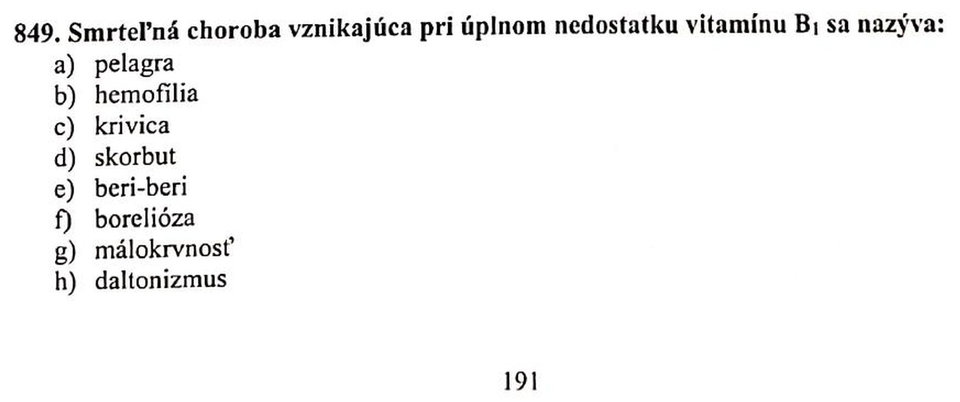 849. Smrteľná choroba vznikajúca pri úplnom nedostatku vitamínu B₁ sa nazýva:
a) pelagra
b) hemofília
c) krivica
d) skorbut
e) beri-beri
f) borelióza
g) málokrvnosť
h) daltonizmus
191